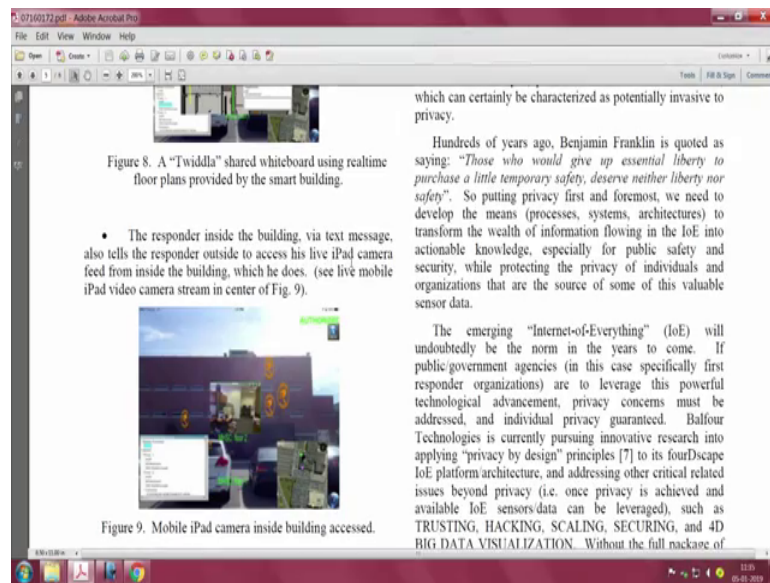 07160172.pdf - Adobe Acrobat Pro
File Edit View Window Help
Open Create
Customize
Tools Fill & Sign Comment
Figure 8. A “Twiddla” shared whiteboard using realtime
floor plans provided by the smart building.
• The responder inside the building, via text message,
also tells the responder outside to access his live iPad camera
feed from inside the building, which he does. (see live mobile
iPad video camera stream in center of Fig. 9).
Figure 9. Mobile iPad camera inside building accessed.
which can certainly be characterized as potentially invasive to
privacy.
Hundreds of years ago, Benjamin Franklin is quoted as
saying: “Those who would give up essential liberty to
purchase a little temporary safety, deserve neither liberty nor
safety”. So putting privacy first and foremost, we need to
develop the means (processes, systems, architectures) to
transform the wealth of information flowing in the IoE into
actionable knowledge, especially for public safety and
security, while protecting the privacy of individuals and
organizations that are the source of some of this valuable
sensor data.
The emerging “Internet-of-Everything” (IoE) will
undoubtedly be the norm in the years to come. If
public/government agencies (in this case specifically first
responder organizations) are to leverage this powerful
technological advancement, privacy concerns must be
addressed, and individual privacy guaranteed. Balfour
Technologies is currently pursuing innovative research into
applying “privacy by design” principles [7] to its fourDscape
IoE platform/architecture, and addressing other critical related
issues beyond privacy (i.e. once privacy is achieved and
available IoE sensors/data can be leveraged), such as
TRUSTING, HACKING, SCALING, SECURING, and 4D
BIG DATA VISUALIZATION. Without the full package of
8.50 x 11.00 in
11:35
05-01-2019